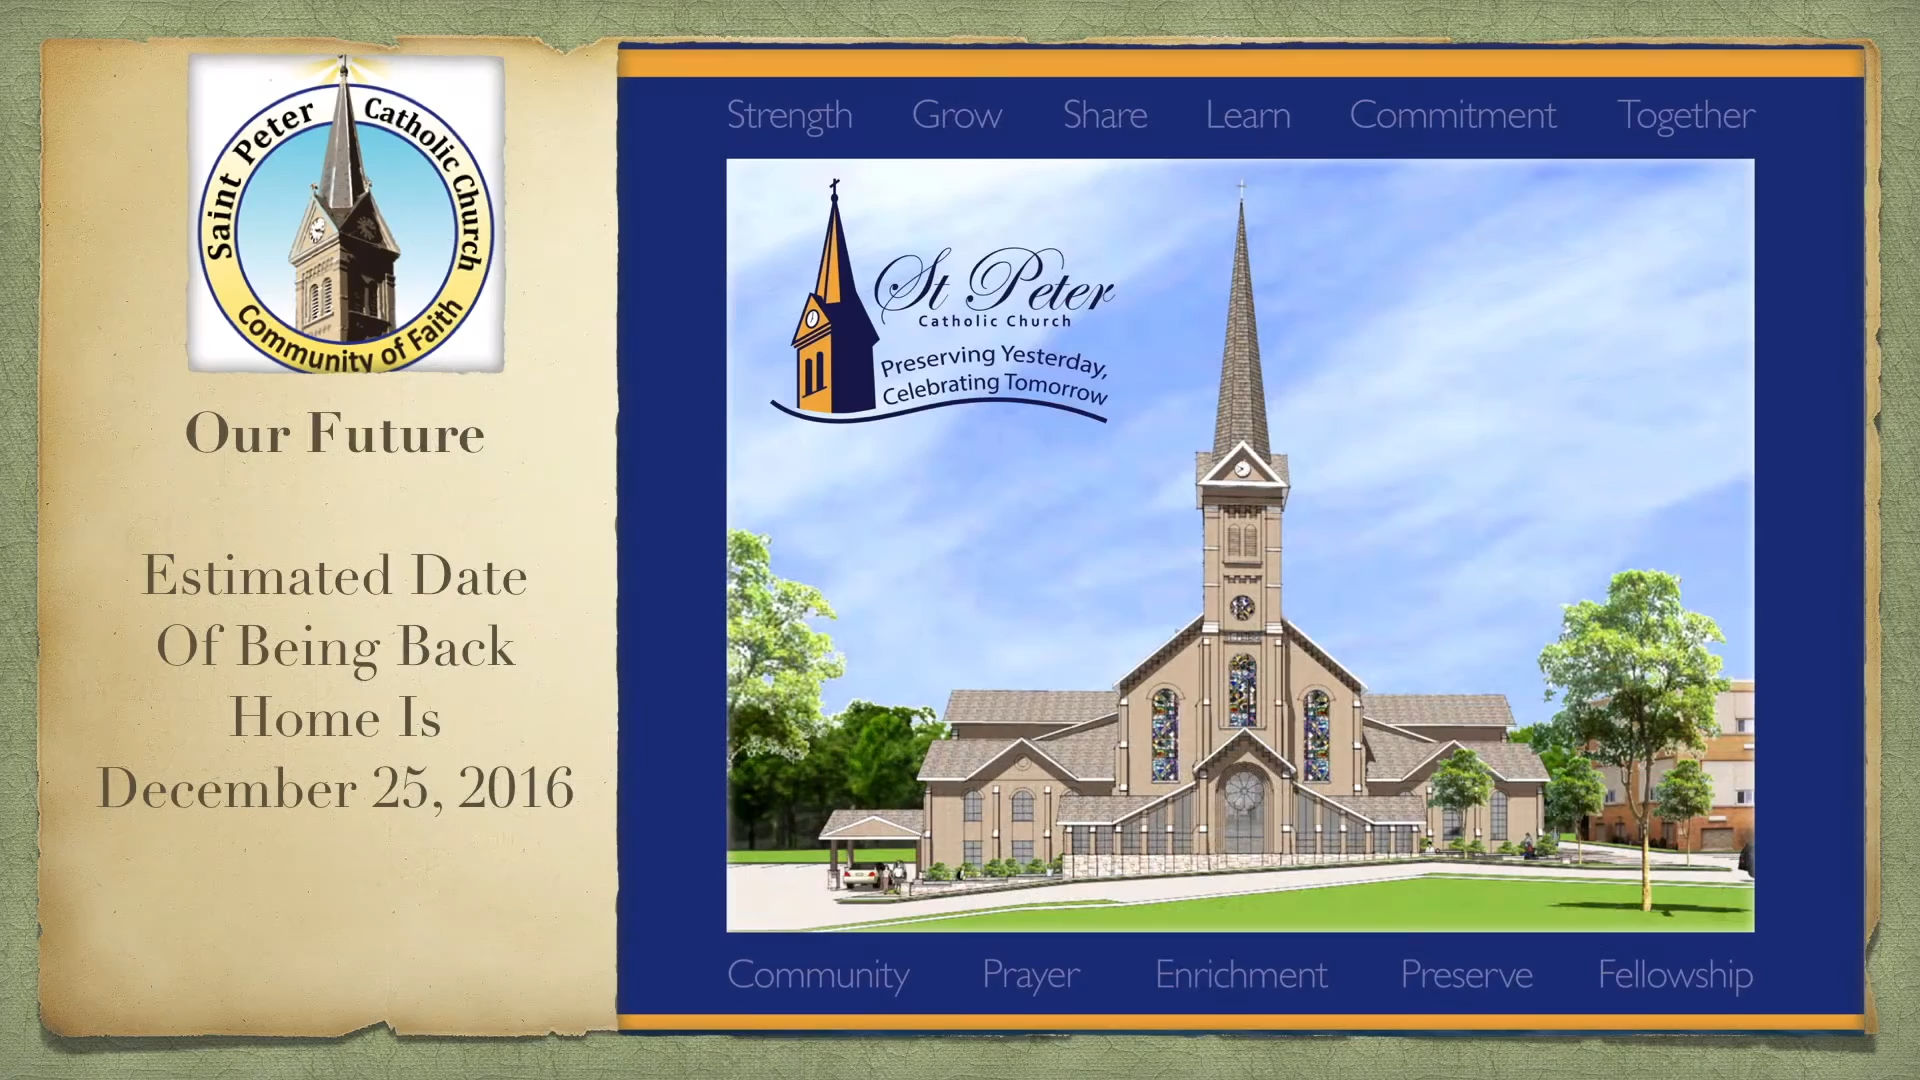 Saint Peter Catholic Church
Community of Faith
Our Future
Estimated Date
Of Being Back
Home Is
December 25, 2016
Strength Grow Share Learn Commitment Together
St Peter
Catholic Church
Preserving Yesterday,
Celebrating Tomorrow
Community Prayer Enrichment Preserve Fellowship